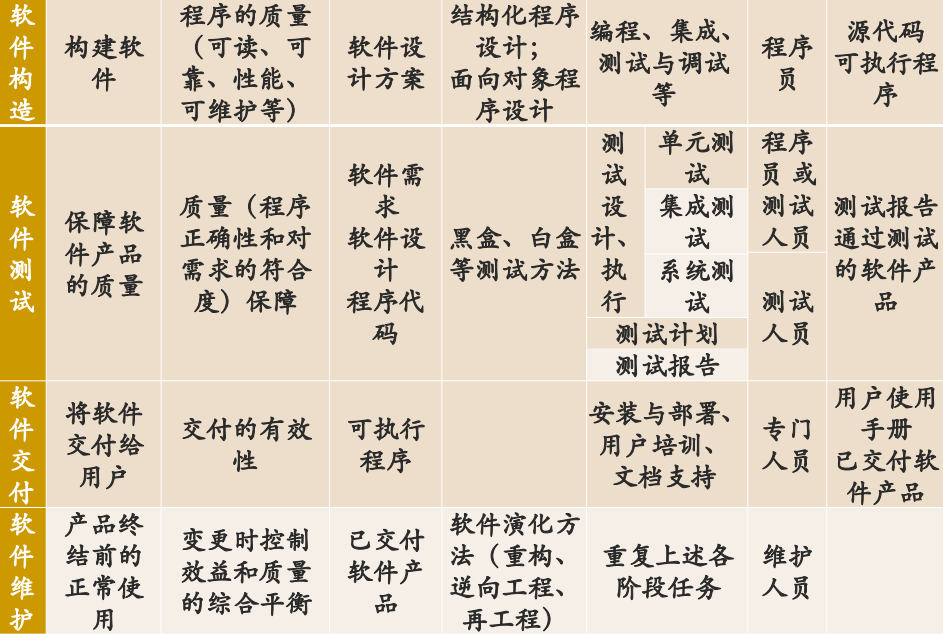 软
件
构
造
构建软
件
程序的质量
（可读、可
靠、性能、
可维护等）
软件设
计方案
结构化程序
设计；
面向对象程
序设计
编程、集成、
测试与调试
等
程序
员
源代码
可执行程
序
软
件
测
试
保障软
件产品
的质量
质量（程序
正确性和对
需求的符合
度）保障
软件需
求
软件设
计
程序代
码
黑盒、白盒
等测试方法
测
试
设
计、
执
行
单元测
试
集成测
试
系统测
试
测试计划
测试报告
程序
员或
测试
人员
测试
人员
测试报告
通过测试
的软件产
品
软
件
交
付
将软件
交付给
用户
交付的有效
性
可执行
程序
安装与部署、
用户培训、
文档支持
专门
人员
用户使用
手册
已交付软
件产品
软
件
维
护
产品终
结前的
正常使
用
变更时控制
效益和质量
的综合平衡
已交付
软件产
品
软件演化方
法（重构、
逆向工程、
再工程）
重复上述各
阶段任务
维护
人员